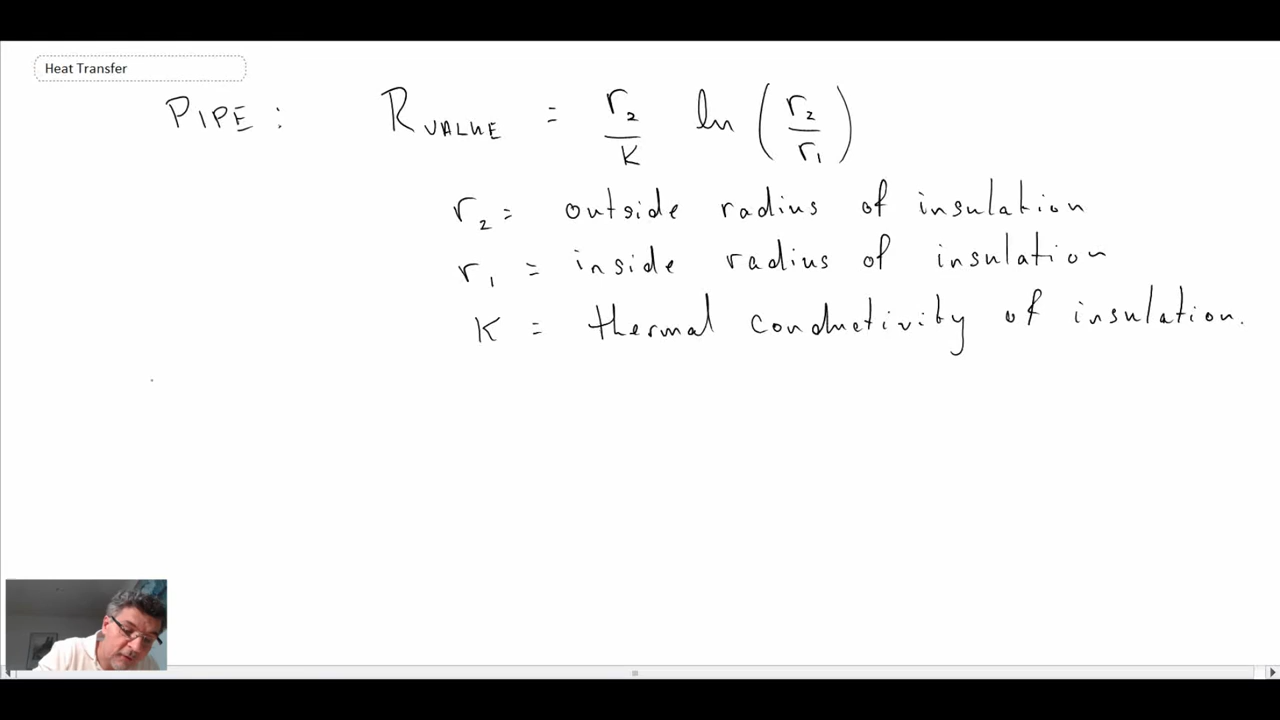 Heat Transfer
PIPE : R VALUE = r2/K ln (r2/r1)
r2 = outside radius of insulation
r1 = inside radius of insulation
K = thermal conductivity of insulation.